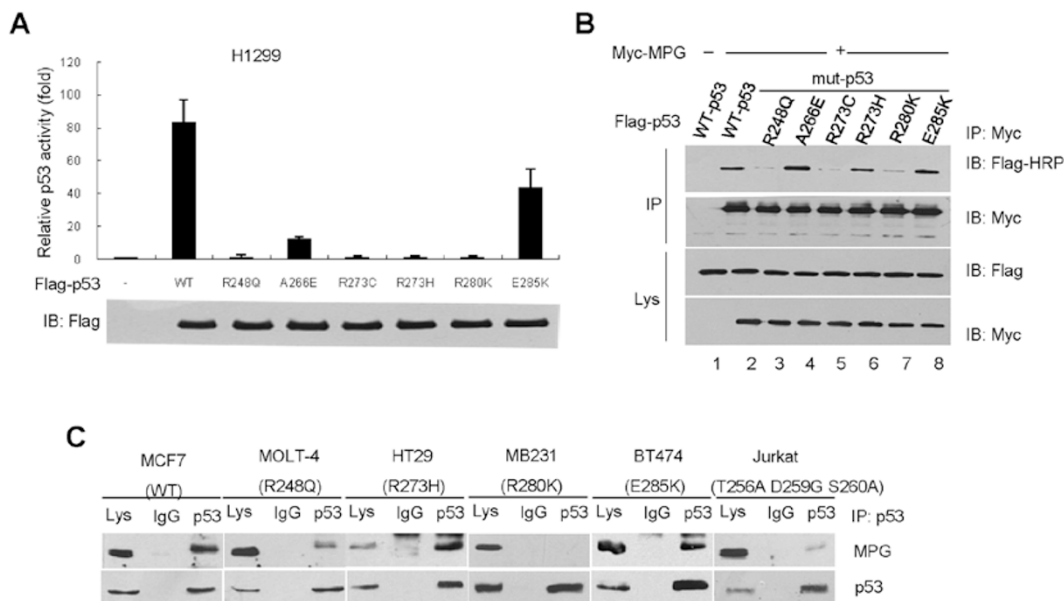 A
H1299
Relative p53 activity (fold)
120
100
80
60
40
20
0
Flag-p53 - WT R248Q A266E R273C R273H R280K E285K
IB: Flag
B
Myc-MPG – +
mut-p53
Flag-p53 WT-p53 WT-p53 R248Q A266E R273C R273H R280K E285K
IP: Myc
IB: Flag-HRP
IP
IB: Myc
IB: Flag
Lys
IB: Myc
1 2 3 4 5 6 7 8
C
MCF7 MOLT-4 HT29 MB231 BT474 Jurkat
(WT) (R248Q) (R273H) (R280K) (E285K) (T256A D259G S260A)
Lys IgG p53 Lys IgG p53 Lys IgG p53 Lys IgG p53 Lys IgG p53 Lys IgG p53
IP: p53
MPG
p53